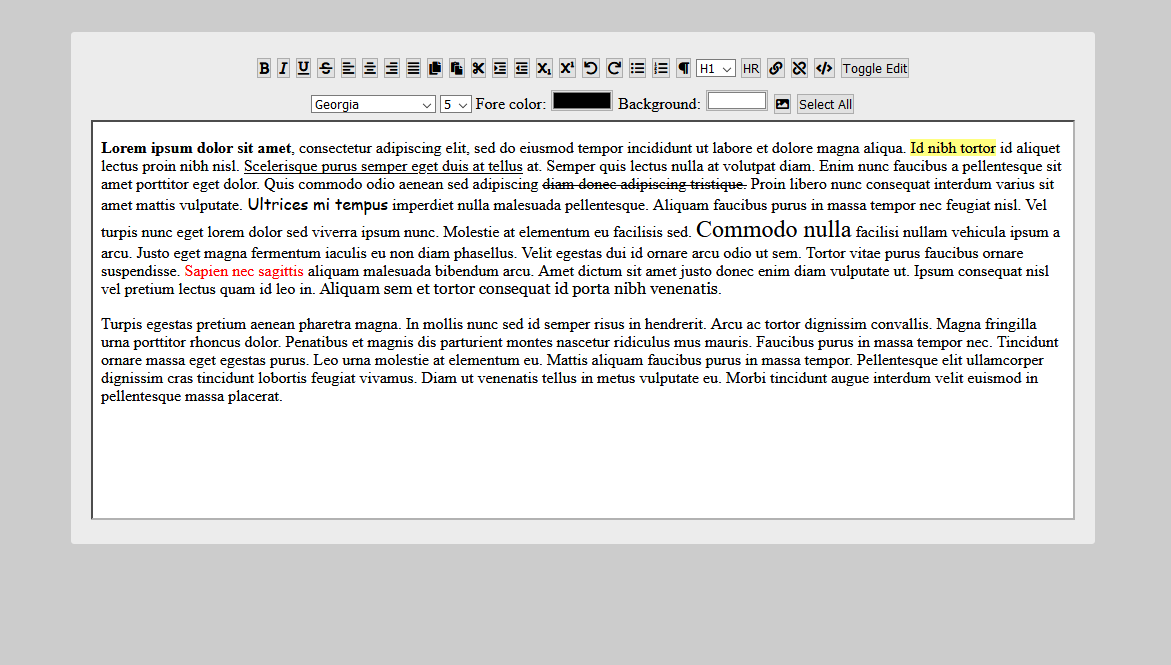 B I U S X₁ X¹ H1 HR </> Toggle Edit
Georgia 5 Fore color: Background: Select All
Lorem ipsum dolor sit amet, consectetur adipiscing elit, sed do eiusmod tempor incididunt ut labore et dolore magna aliqua. Id nibh tortor id aliquet
lectus proin nibh nisl. Scelerisque purus semper eget duis at tellus at. Semper quis lectus nulla at volutpat diam. Enim nunc faucibus a pellentesque sit
amet porttitor eget dolor. Quis commodo odio aenean sed adipiscing diam donec adipiscing tristique. Proin libero nunc consequat interdum varius sit
amet mattis vulputate. Ultrices mi tempus imperdiet nulla malesuada pellentesque. Aliquam faucibus purus in massa tempor nec feugiat nisl. Vel
turpis nunc eget lorem dolor sed viverra ipsum nunc. Molestie at elementum eu facilisis sed. Commodo nulla facilisi nullam vehicula ipsum a
arcu. Justo eget magna fermentum iaculis eu non diam phasellus. Velit egestas dui id ornare arcu odio ut sem. Tortor vitae purus faucibus ornare
suspendisse. Sapien nec sagittis aliquam malesuada bibendum arcu. Amet dictum sit amet justo donec enim diam vulputate ut. Ipsum consequat nisl
vel pretium lectus quam id leo in. Aliquam sem et tortor consequat id porta nibh venenatis.
Turpis egestas pretium aenean pharetra magna. In mollis nunc sed id semper risus in hendrerit. Arcu ac tortor dignissim convallis. Magna fringilla
urna porttitor rhoncus dolor. Penatibus et magnis dis parturient montes nascetur ridiculus mus mauris. Faucibus purus in massa tempor nec. Tincidunt
ornare massa eget egestas purus. Leo urna molestie at elementum eu. Mattis aliquam faucibus purus in massa tempor. Pellentesque elit ullamcorper
dignissim cras tincidunt lobortis feugiat vivamus. Diam ut venenatis tellus in metus vulputate eu. Morbi tincidunt augue interdum velit euismod in
pellentesque massa placerat.